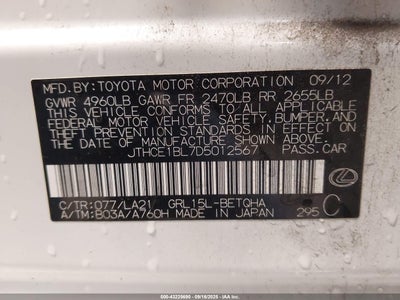 MFD. BY: TOYOTA MOTOR CORPORATION 09/12
GVWR 4960LB GAWR FR 2470LB RR 2655LB
THIS VEHICLE CONFORMS TO ALL APPLICABLE
FEDERAL MOTOR VEHICLE SAFETY, BUMPER, AND
THEFT PREVENTION STANDARDS IN EFFECT ON
THE DATE OF MANUFACTURE SHOWN ABOVE.
JTHCE1BL7D5012567 PASS.CAR
C/TR:077/LA21 GRL15L-BETQHA
A/TM:B03A/A760H MADE IN JAPAN 295 C
500-43225690 - 09/16/2025 - IAA